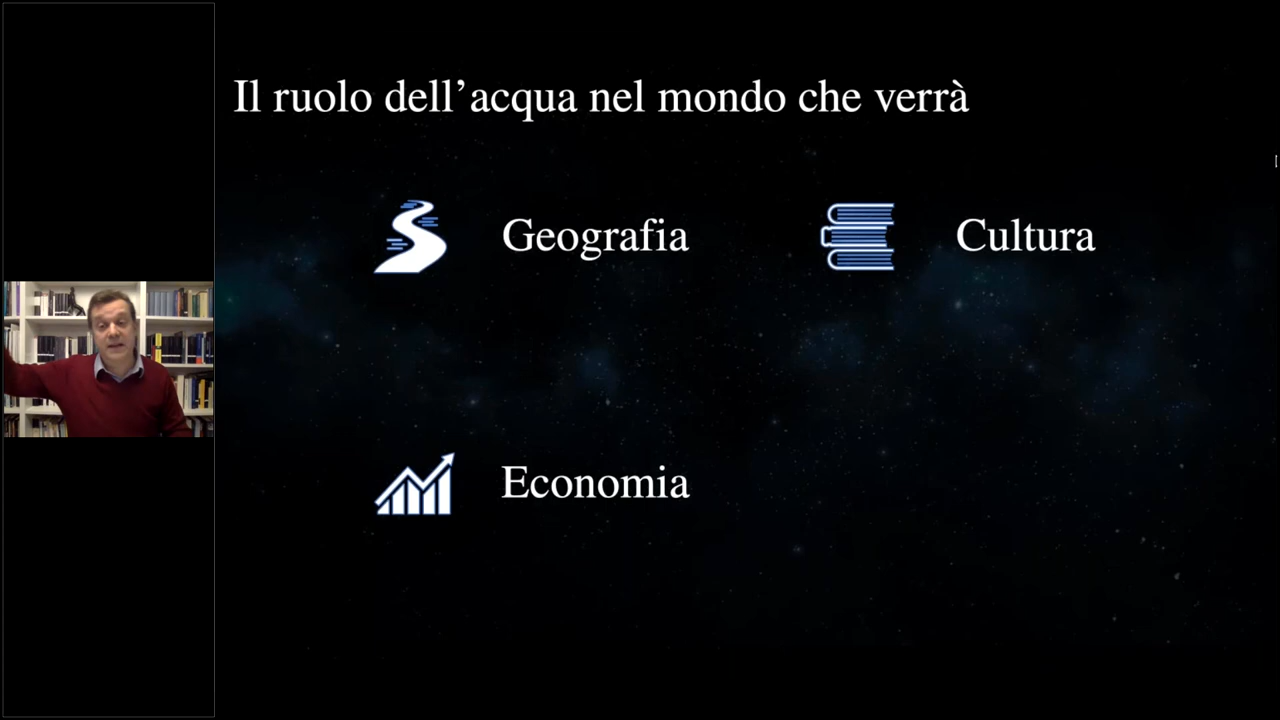 Il ruolo dell’acqua nel mondo che verrà
Geografia
Cultura
Economia